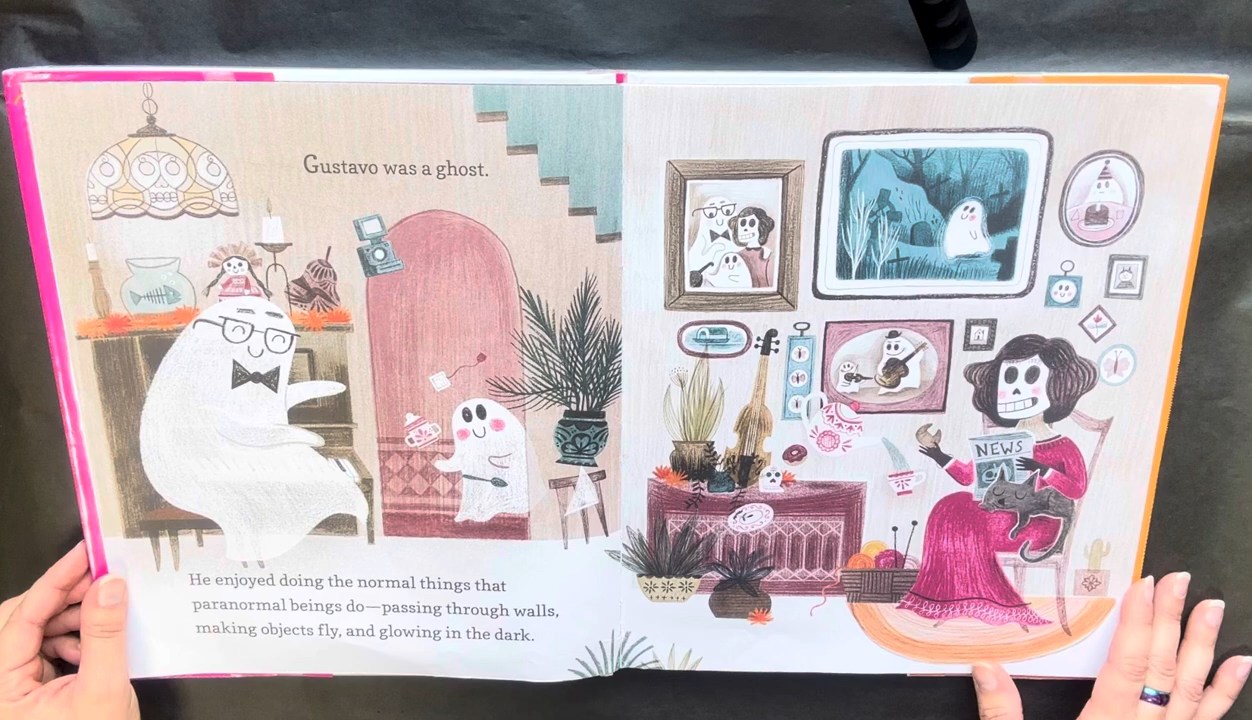 Gustavo was a ghost.
He enjoyed doing the normal things that
paranormal beings do—passing through walls,
making objects fly, and glowing in the dark.
NEWS